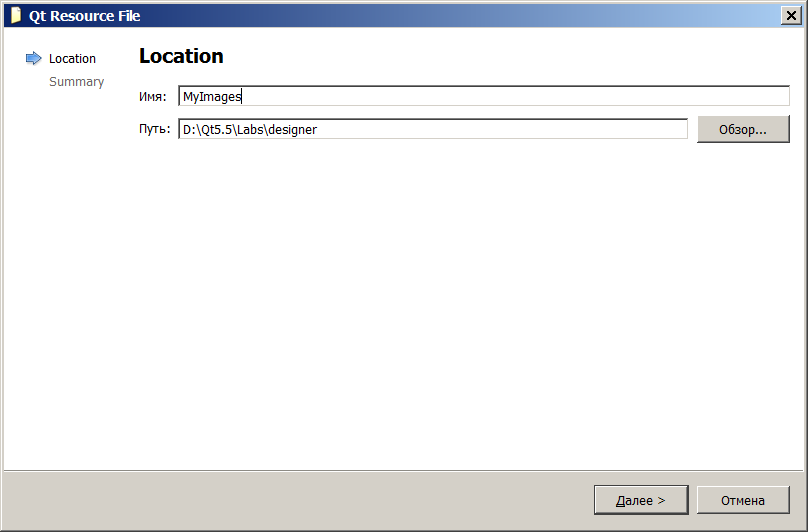 Qt Resource File
Location
Summary
Location
Имя: MyImages
Путь: D:\Qt5.5\Labs\designer Обзор...
Далее > Отмена